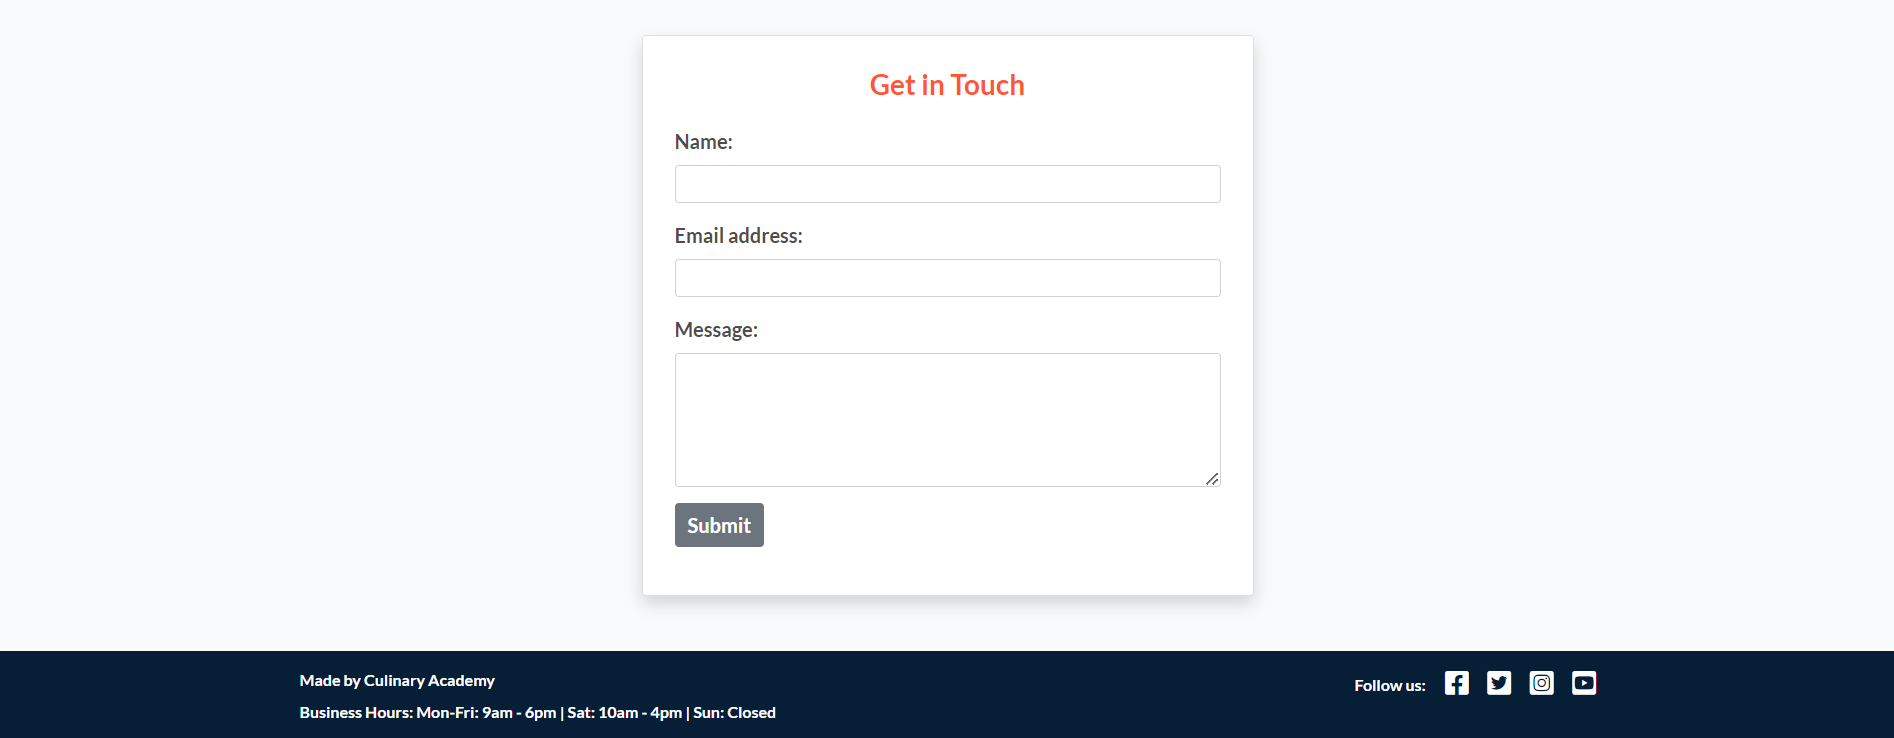 Get in Touch
Name:
Email address:
Message:
Submit
Made by Culinary Academy
Business Hours: Mon-Fri: 9am - 6pm | Sat: 10am - 4pm | Sun: Closed
Follow us: